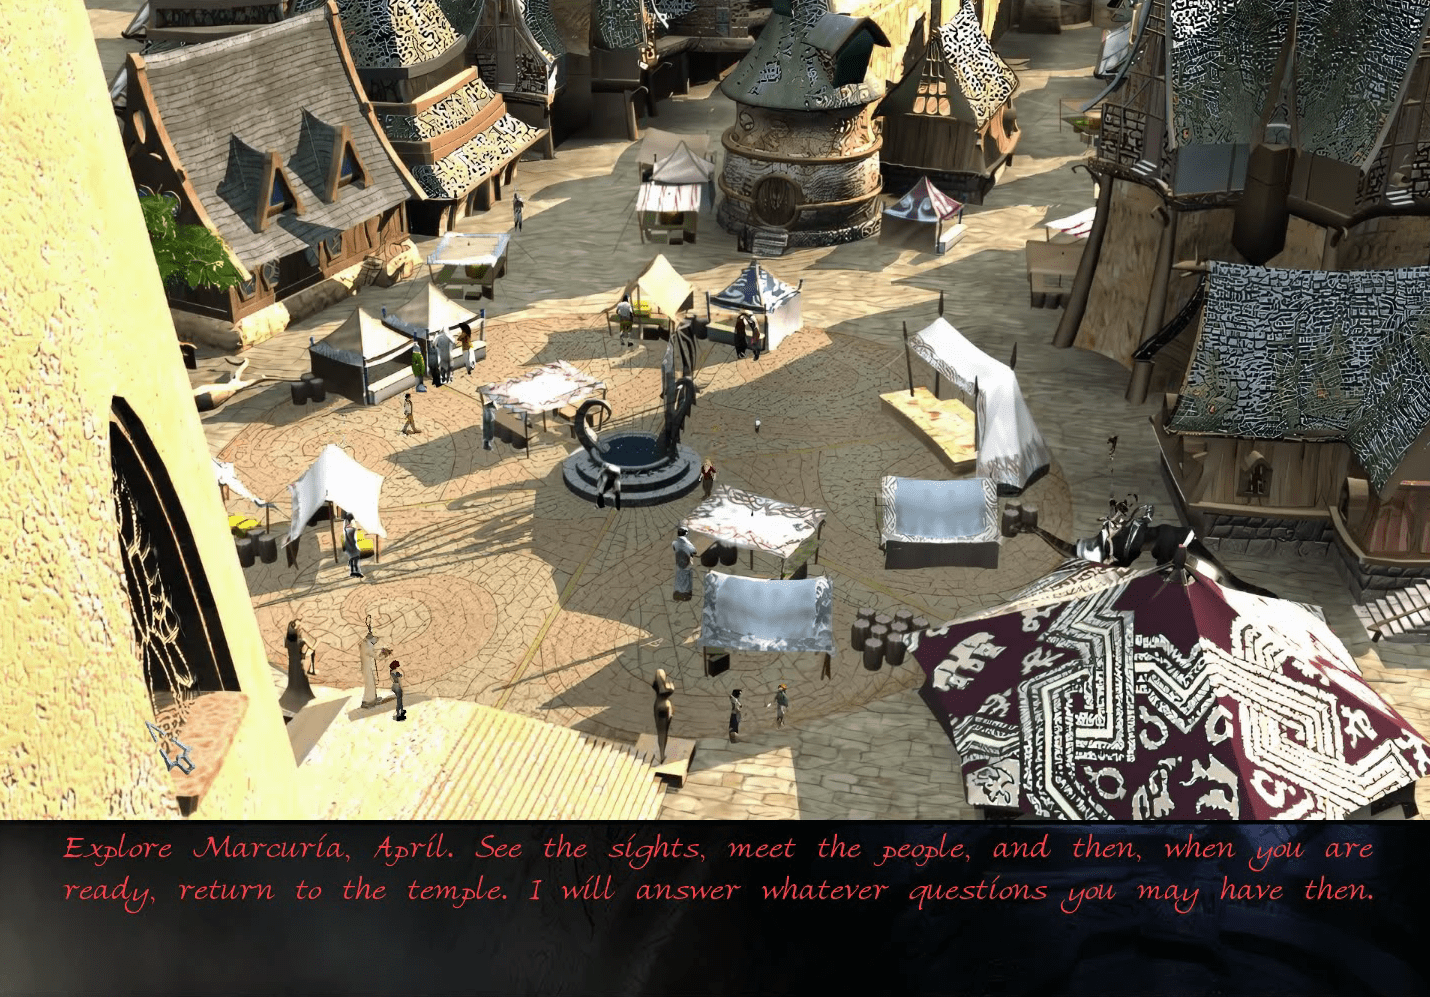 Explore Marcuria, April. See the sights, meet the people, and then, when you are
ready, return to the temple. I will answer whatever questions you may have then.